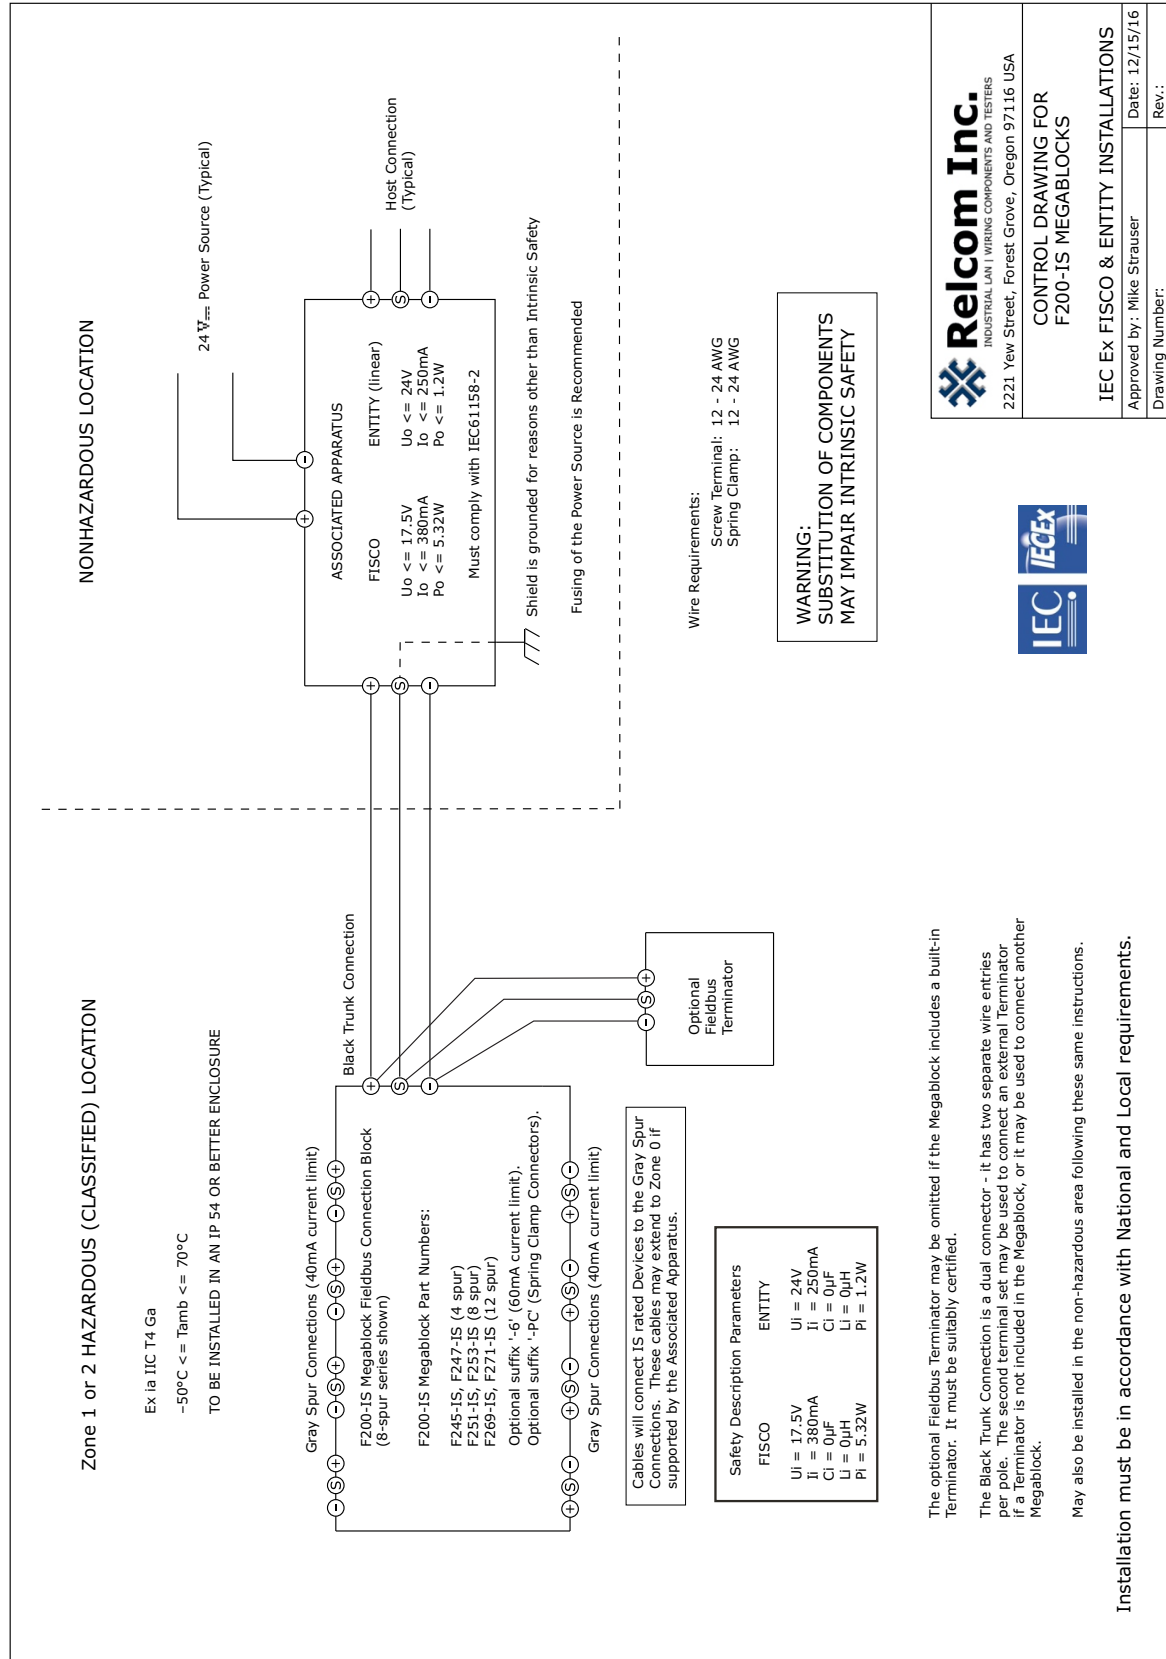 Zone 1 or 2 HAZARDOUS (CLASSIFIED) LOCATION
Ex ia IIC T4 Ga
-50°C <= Tamb <= 70°C
TO BE INSTALLED IN AN IP 54 OR BETTER ENCLOSURE
Gray Spur Connections (40mA current limit)
- S + - S + - S + - S +
F200-IS Megablock Fieldbus Connection Block
(8-spur series shown)
F200-IS Megablock Part Numbers:
F245-IS, F247-IS (4 spur)
F251-IS, F253-IS (8 spur)
F269-IS, F271-IS (12 spur)
Optional suffix '-6' (60mA current limit).
Optional suffix '-PC' (Spring Clamp Connectors).
+ S - + S - + S - + S -
Gray Spur Connections (40mA current limit)
Black Trunk Connection
+
S
-
Cables will connect IS rated Devices to the Gray Spur
Connections. These cables may extend to Zone 0 if
supported by the Associated Apparatus.
- S +
Optional
Fieldbus
Terminator
Safety Description Parameters
FISCO ENTITY
Ui = 17.5V Ui = 24V
Ii = 380mA Ii = 250mA
Ci = 0µF Ci = 0µF
Li = 0µH Li = 0µH
Pi = 5.32W Pi = 1.2W
The optional Fieldbus Terminator may be omitted if the Megablock includes a built-in
Terminator. It must be suitably certified.
The Black Trunk Connection is a dual connector - it has two separate wire entries
per pole. The second terminal set may be used to connect an external Terminator
if a Terminator is not included in the Megablock, or it may be used to connect another
Megablock.
May also be installed in the non-hazardous area following these same instructions.
Installation must be in accordance with National and Local requirements.
NONHAZARDOUS LOCATION
24 V Power Source (Typical)
+ -
ASSOCIATED APPARATUS
FISCO ENTITY (linear)
Uo <= 17.5V Uo <= 24V
Io <= 380mA Io <= 250mA
Po <= 5.32W Po <= 1.2W
Must comply with IEC61158-2
+
S
-
+
S
-
Host Connection
(Typical)
Shield is grounded for reasons other than Intrinsic Safety
Fusing of the Power Source is Recommended
Wire Requirements:
Screw Terminal: 12 - 24 AWG
Spring Clamp: 12 - 24 AWG
WARNING:
SUBSTITUTION OF COMPONENTS
MAY IMPAIR INTRINSIC SAFETY
IEC IECEx
Relcom Inc.
INDUSTRIAL LAN | WIRING COMPONENTS AND TESTERS
2221 Yew Street, Forest Grove, Oregon 97116 USA
CONTROL DRAWING FOR
F200-IS MEGABLOCKS
IEC Ex FISCO & ENTITY INSTALLATIONS
Approved by: Mike Strauser Date: 12/15/16
Drawing Number: Rev.: